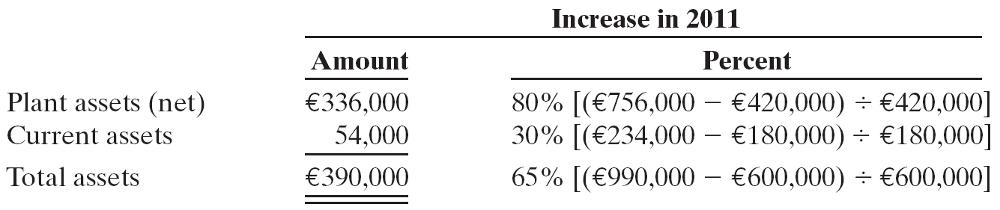 Increase in 2011
Amount Percent
Plant assets (net) €336,000 80% [(€756,000 − €420,000) ÷ €420,000]
Current assets 54,000 30% [(€234,000 − €180,000) ÷ €180,000]
Total assets €390,000 65% [(€990,000 − €600,000) ÷ €600,000]